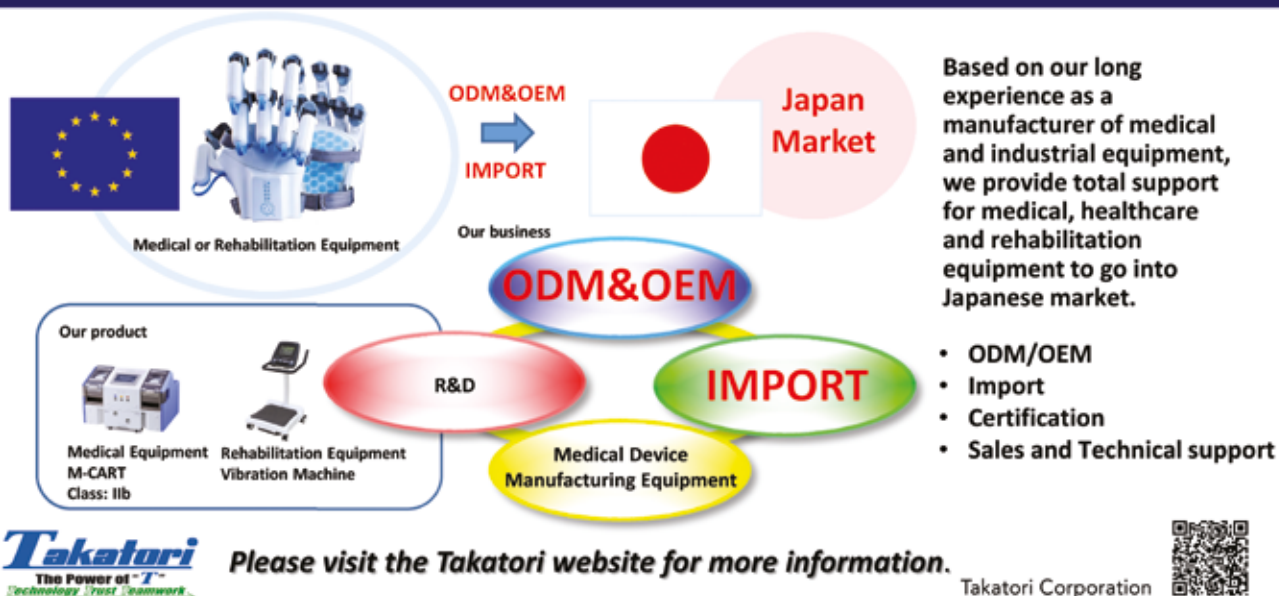 ODM&OEM
IMPORT
Japan
Market
Medical or Rehabilitation Equipment
Based on our long
experience as a
manufacturer of medical
and industrial equipment,
we provide total support
for medical, healthcare
and rehabilitation
equipment to go into
Japanese market.
• ODM/OEM
• Import
• Certification
• Sales and Technical support
Our business
ODM&OEM
R&D
IMPORT
Medical Device
Manufacturing Equipment
Our product
Medical Equipment
M-CART
Class: IIb
Rehabilitation Equipment
Vibration Machine
Takatori
The Power of "T"
Technology Trust Teamwork
Please visit the Takatori website for more information.
Takatori Corporation